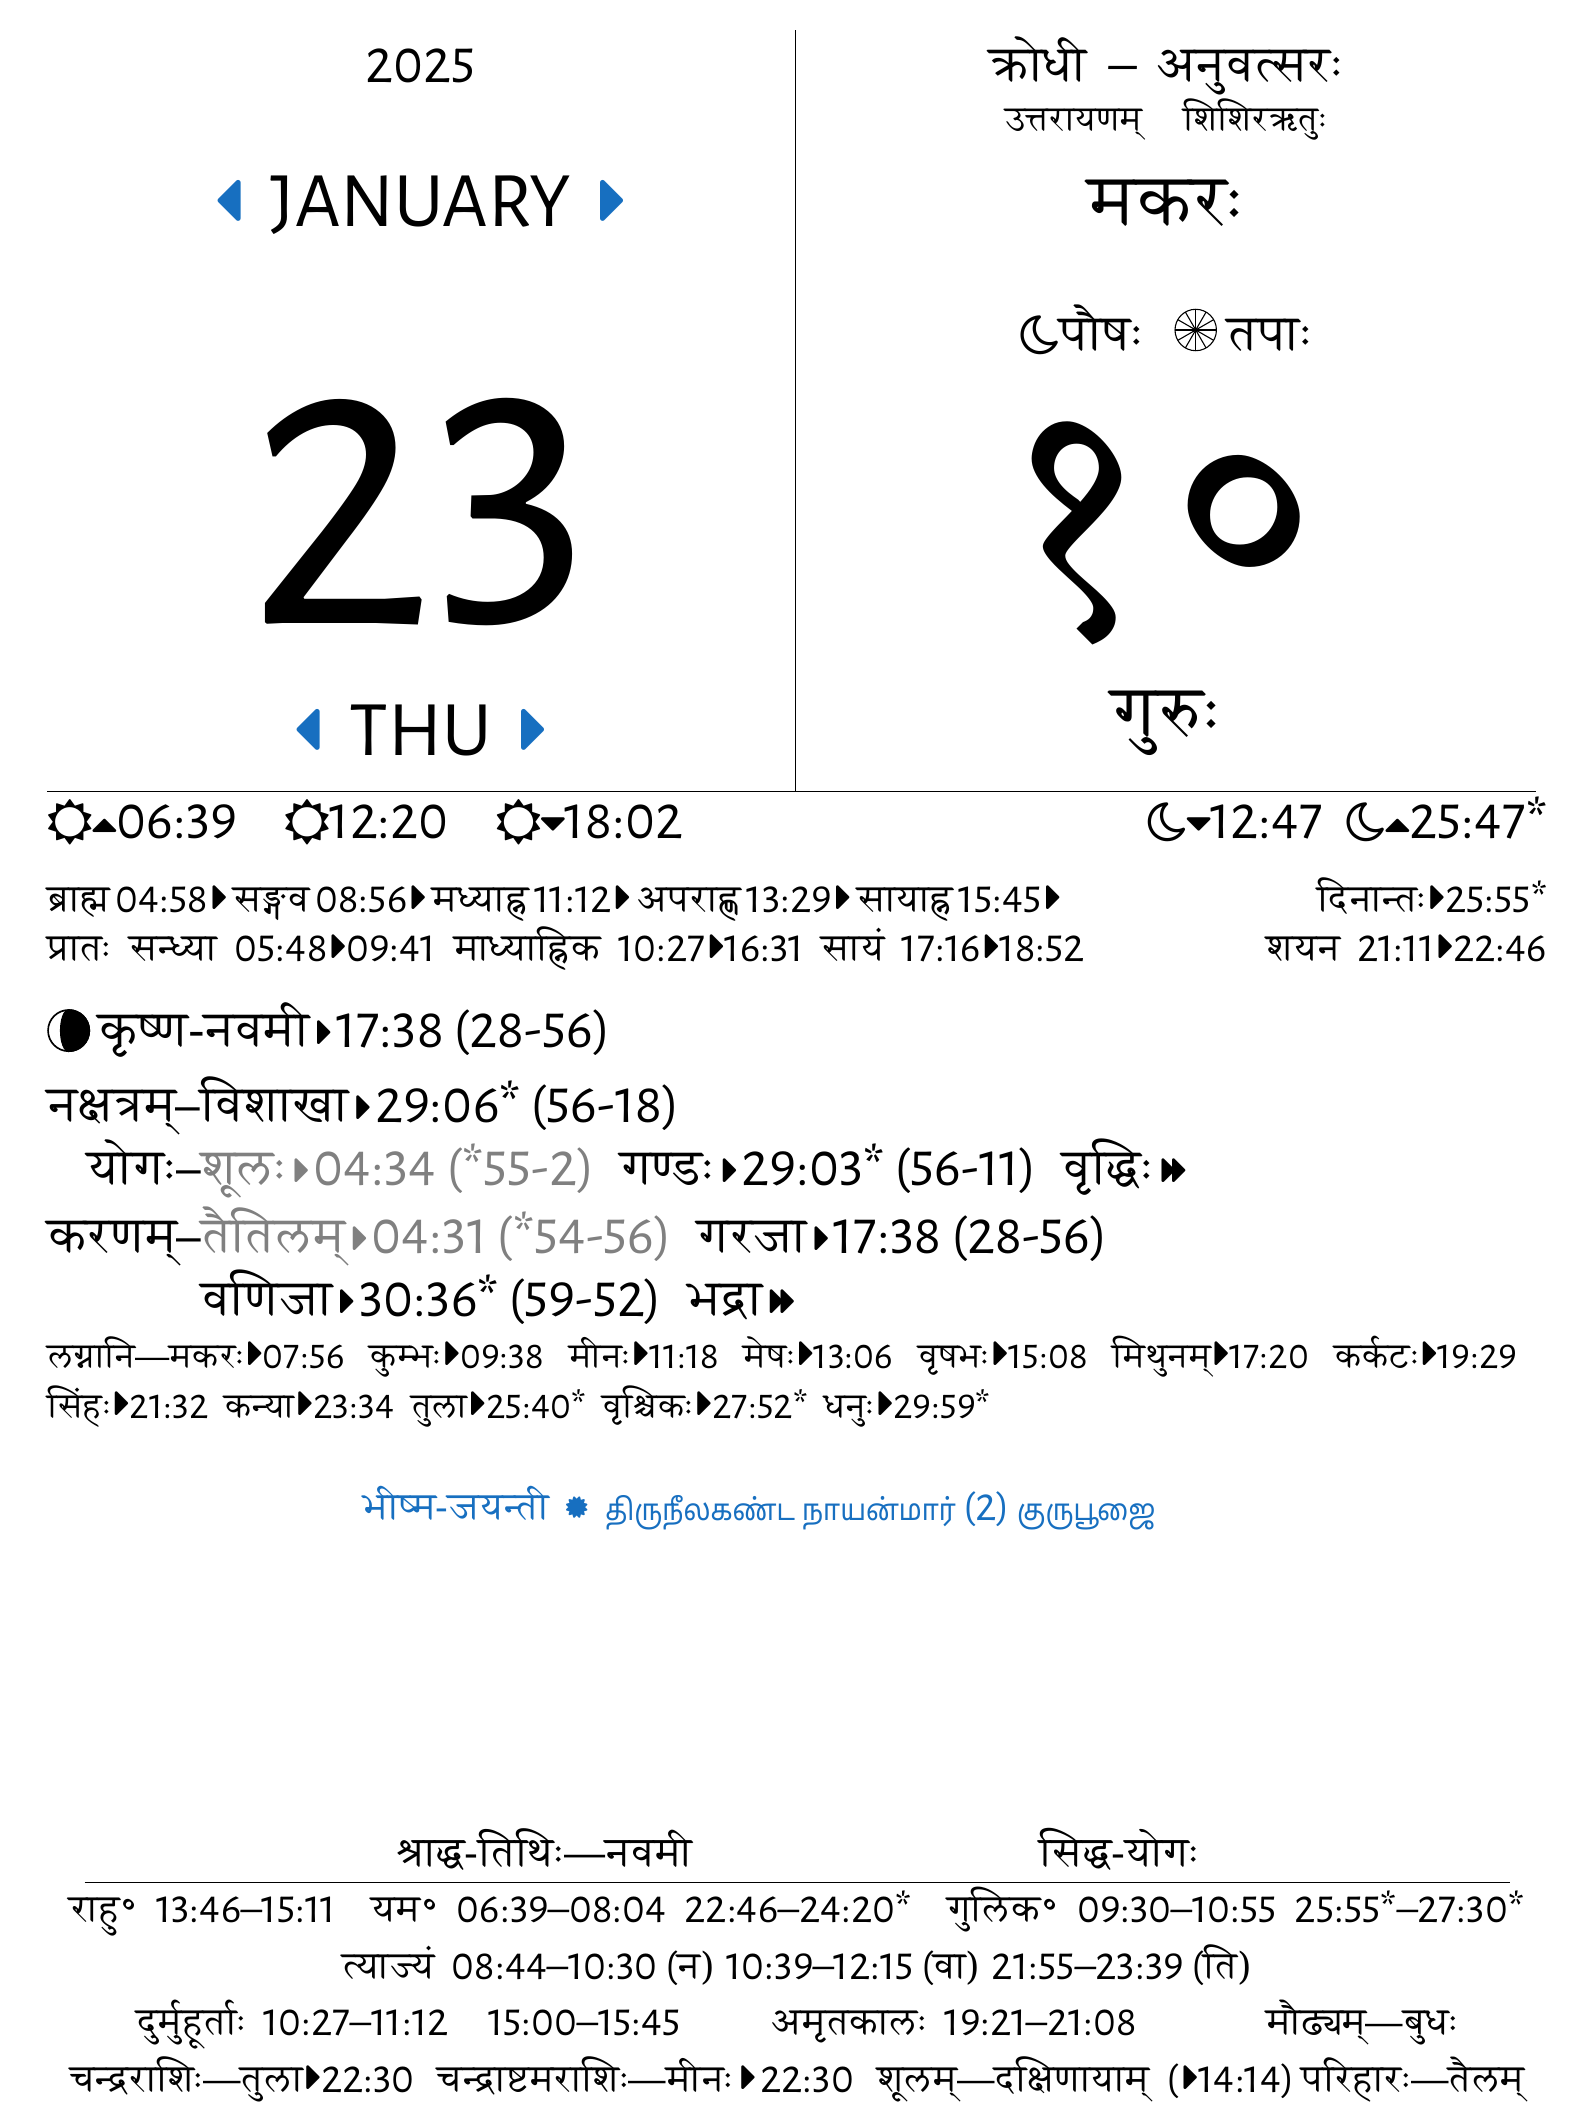 2025
JANUARY
23
THU
क्रोधी – अनुवत्सरः
उत्तरायणम् शिशिरऋतुः
मकरः
पौषः तपाः
१०
गुरुः
06:39 12:20 18:02 12:47 25:47*
ब्राह्म 04:58 सङ्गव 08:56 मध्याह्न 11:12 अपराह्ण 13:29 सायाह्न 15:45 दिनान्तः 25:55*
प्रातः सन्ध्या 05:48 09:41 माध्याह्निक 10:27 16:31 सायं 17:16 18:52 शयन 21:11 22:46
कृष्ण-नवमी 17:38 (28-56)
नक्षत्रम्–विशाखा 29:06* (56-18)
योगः–शूलः 04:34 (*55-2) गण्डः 29:03* (56-11) वृद्धिः
करणम्–तैतिलम् 04:31 (*54-56) गरजा 17:38 (28-56)
वणिजा 30:36* (59-52) भद्रा
लग्नानि—मकरः 07:56 कुम्भः 09:38 मीनः 11:18 मेषः 13:06 वृषभः 15:08 मिथुनम् 17:20 कर्कटः 19:29
सिंहः 21:32 कन्या 23:34 तुला 25:40* वृश्चिकः 27:52* धनुः 29:59*
भीष्म-जयन्ती திருநீலகண்ட நாயன்மார் (2) குருபூஜை
श्राद्ध-तिथिः—नवमी सिद्ध-योगः
राहु॰ 13:46–15:11 यम॰ 06:39–08:04 22:46–24:20* गुलिक॰ 09:30–10:55 25:55*–27:30*
त्याज्यं 08:44–10:30 (न) 10:39–12:15 (वा) 21:55–23:39 (ति)
दुर्मुहूर्ताः 10:27–11:12 15:00–15:45 अमृतकालः 19:21–21:08 मौढ्यम्—बुधः
चन्द्रराशिः—तुला 22:30 चन्द्राष्टमराशिः—मीनः 22:30 शूलम्—दक्षिणायाम् (14:14) परिहारः—तैलम्